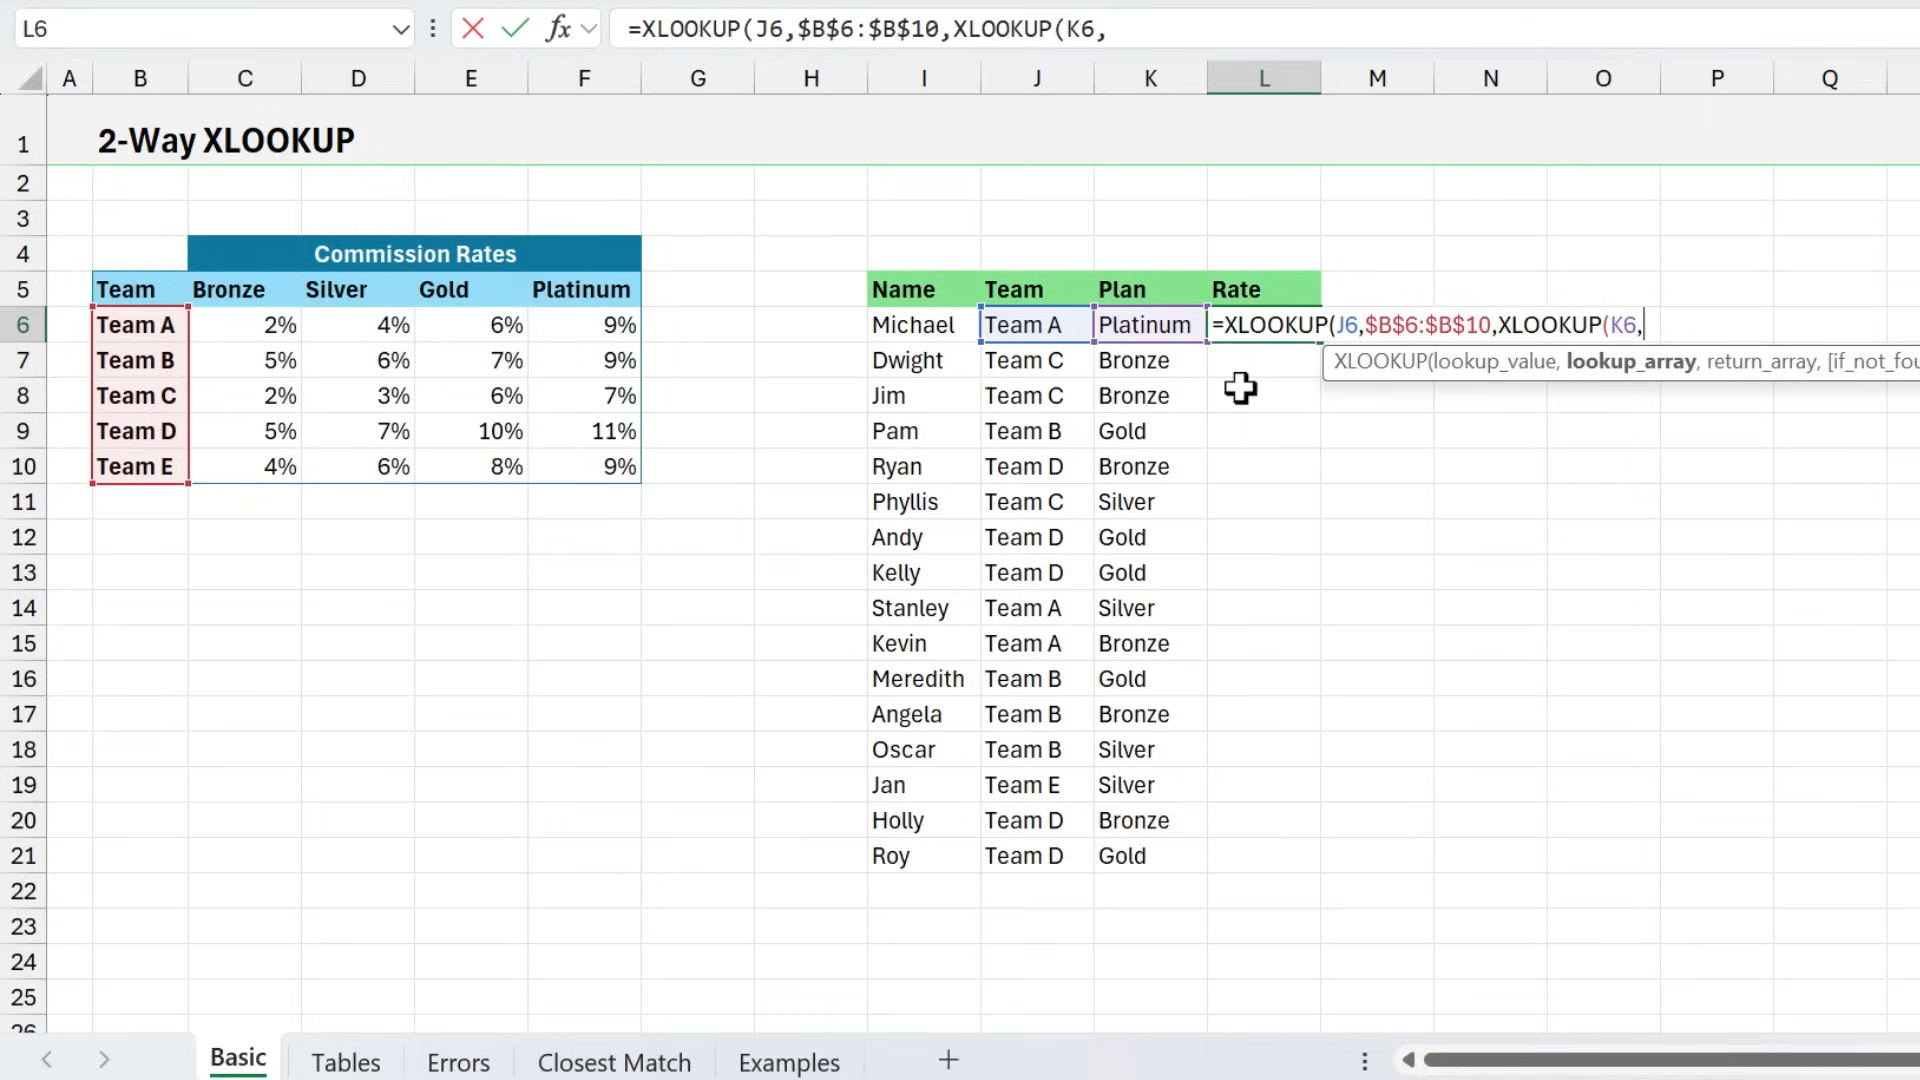 L6 fx =XLOOKUP(J6,$B$6:$B$10,XLOOKUP(K6,
A B C D E F G H I J K L M N O P Q
1 2-Way XLOOKUP
2
3
4 Commission Rates
5 Team Bronze Silver Gold Platinum Name Team Plan Rate
6 Team A 2% 4% 6% 9% Michael Team A Platinum =XLOOKUP(J6,$B$6:$B$10,XLOOKUP(K6,
7 Team B 5% 6% 7% 9% Dwight Team C Bronze XLOOKUP(lookup_value, lookup_array, return_array, [if_not_fou
8 Team C 2% 3% 6% 7% Jim Team C Bronze
9 Team D 5% 7% 10% 11% Pam Team B Gold
10 Team E 4% 6% 8% 9% Ryan Team D Bronze
11 Phyllis Team C Silver
12 Andy Team D Gold
13 Kelly Team D Gold
14 Stanley Team A Silver
15 Kevin Team A Bronze
16 Meredith Team B Gold
17 Angela Team B Bronze
18 Oscar Team B Silver
19 Jan Team E Silver
20 Holly Team D Bronze
21 Roy Team D Gold
22
23
24
25
26
Basic Tables Errors Closest Match Examples